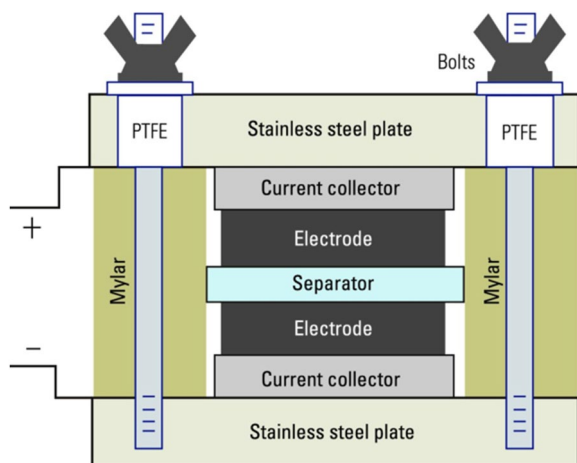 Bolts
PTFE
Stainless steel plate
PTFE
Current collector
+
Electrode
Mylar
Separator
Mylar
Electrode
−
Current collector
Stainless steel plate